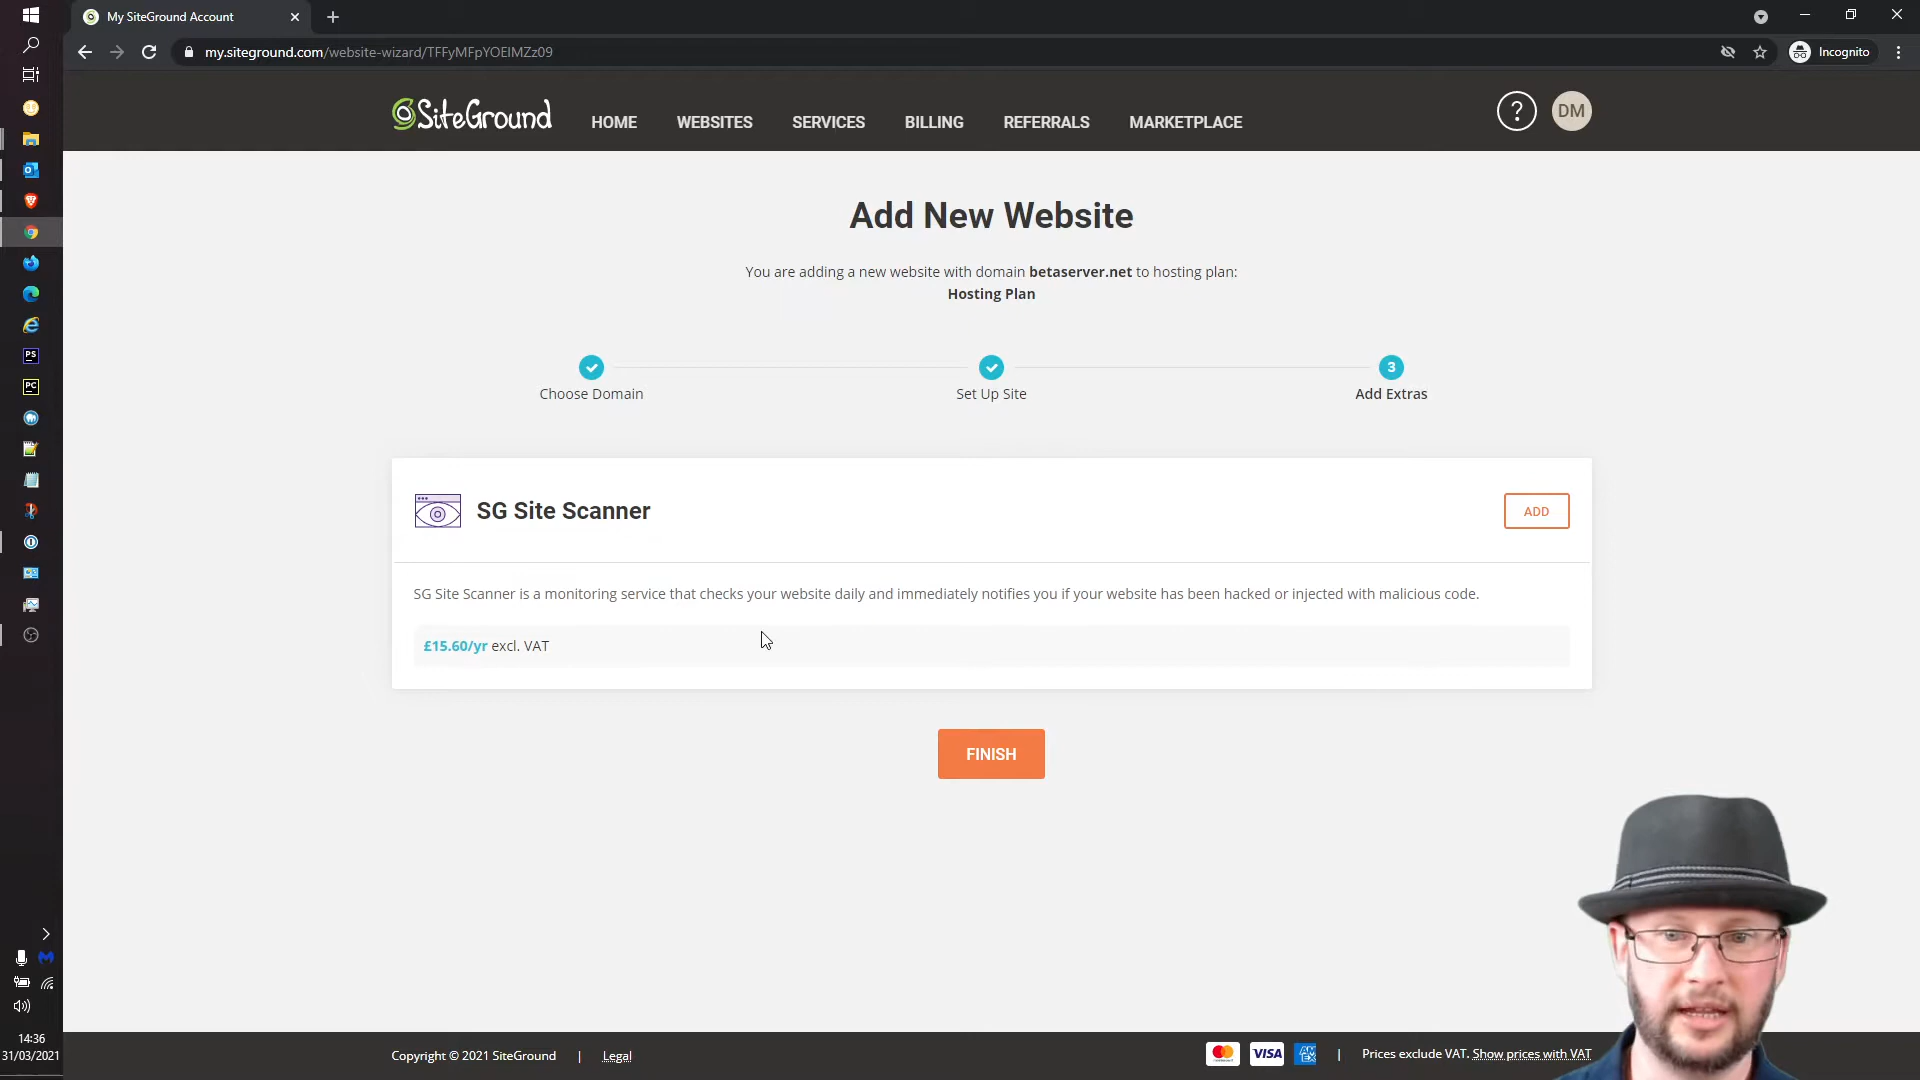 My SiteGround Account
my.siteground.com/website-wizard/TFFyMFpYOElMZz09
Incognito
SiteGround
HOME
WEBSITES
SERVICES
BILLING
REFERRALS
MARKETPLACE
?
DM
Add New Website
You are adding a new website with domain betaserver.net to hosting plan:
Hosting Plan
3
Choose Domain
Set Up Site
Add Extras
SG Site Scanner
ADD
SG Site Scanner is a monitoring service that checks your website daily and immediately notifies you if your website has been hacked or injected with malicious code.
£15.60/yr excl. VAT
FINISH
PS
PC
14:36
31/03/2021
Copyright © 2021 SiteGround
|
Legal
VISA
AMEX
|
Prices exclude VAT. Show prices with VAT